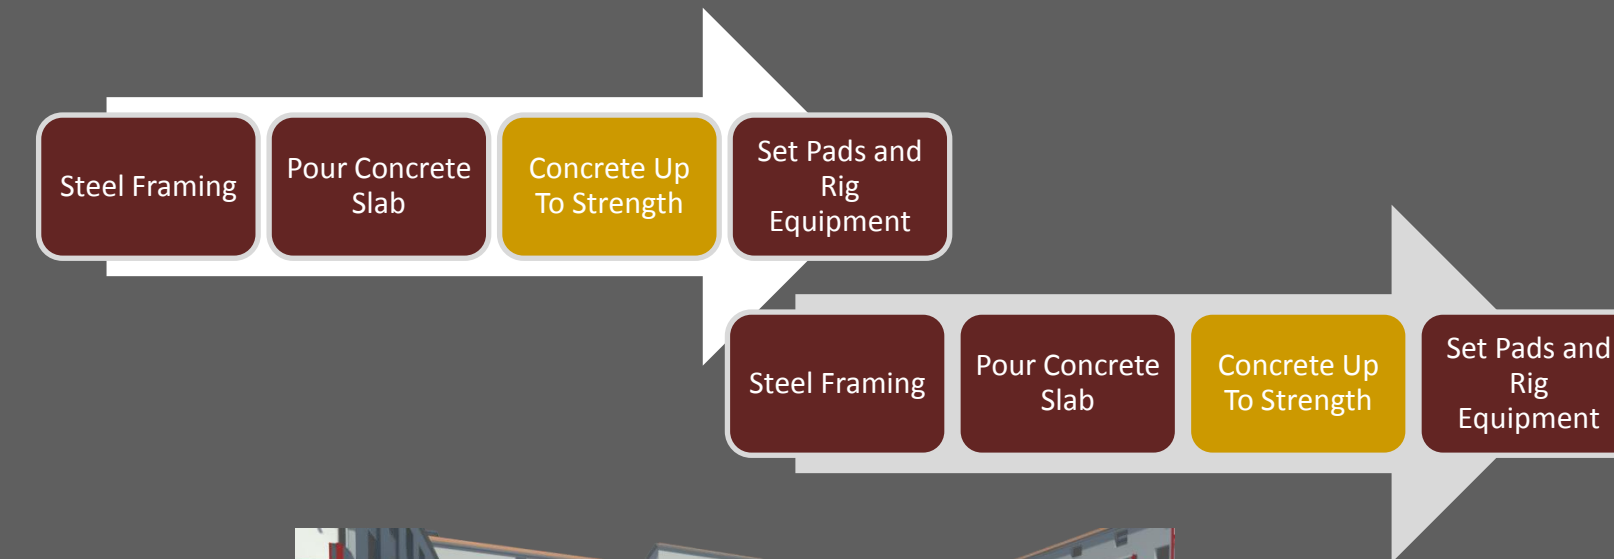 Steel Framing
Pour Concrete
Slab
Concrete Up
To Strength
Set Pads and
Rig
Equipment
Steel Framing
Pour Concrete
Slab
Concrete Up
To Strength
Set Pads and
Rig
Equipment